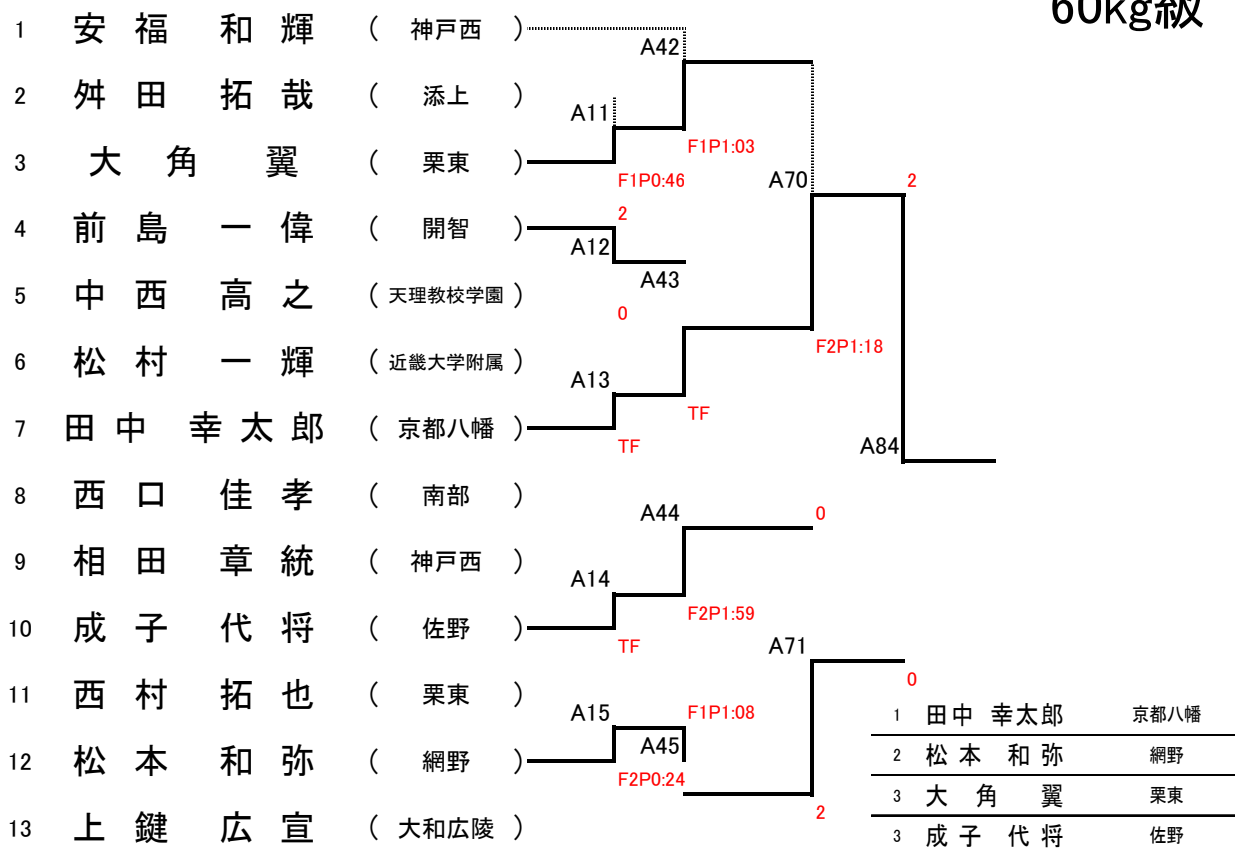 60kg級
1 安福 和輝 ( 神戸西 )
A42
2 舛田 拓哉 ( 添上 )
A11
F1P1:03
3 大角 翼 ( 栗東 )
F1P0:46
A70
2
2
4 前島 一偉 ( 開智 )
A12
A43
5 中西 高之 ( 天理教校学園 )
0
F2P1:18
6 松村 一輝 ( 近畿大学附属 )
A13
TF
7 田中 幸太郎 ( 京都八幡 )
TF
A84
8 西口 佳孝 ( 南部 )
A44
0
9 相田 章統 ( 神戸西 )
A14
F2P1:59
10 成子 代将 ( 佐野 )
TF
A71
0
11 西村 拓也 ( 栗東 )
A15
F1P1:08
12 松本 和弥 ( 網野 )
A45
F2P0:24
2
13 上鍵 広宣 ( 大和広陵 )
1 田中 幸太郎 京都八幡
2 松本 和弥 網野
3 大角 翼 栗東
3 成子 代将 佐野